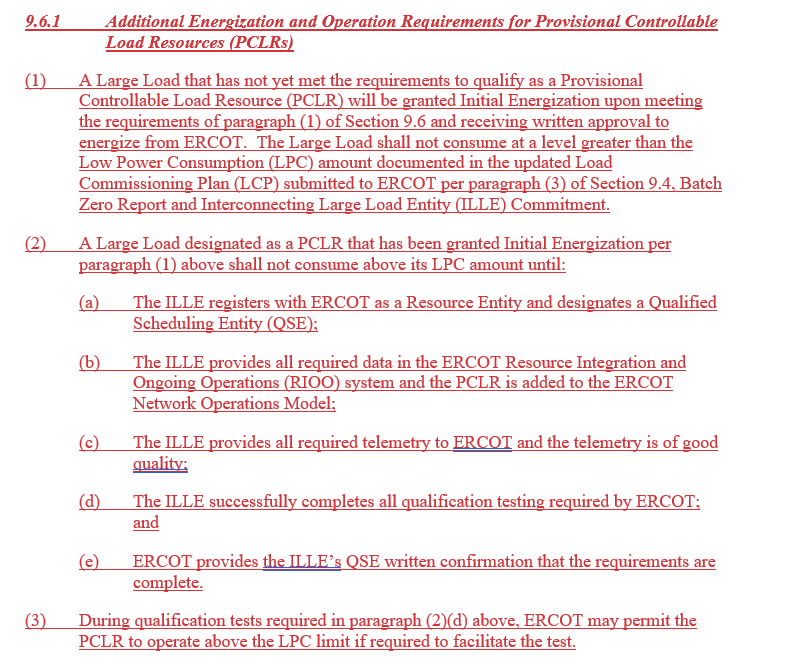 9.6.1 Additional Energization and Operation Requirements for Provisional Controllable
Load Resources (PCLRs)
(1) A Large Load that has not yet met the requirements to qualify as a Provisional
Controllable Load Resource (PCLR) will be granted Initial Energization upon meeting
the requirements of paragraph (1) of Section 9.6 and receiving written approval to
energize from ERCOT. The Large Load shall not consume at a level greater than the
Low Power Consumption (LPC) amount documented in the updated Load
Commissioning Plan (LCP) submitted to ERCOT per paragraph (3) of Section 9.4, Batch
Zero Report and Interconnecting Large Load Entity (ILLE) Commitment.
(2) A Large Load designated as a PCLR that has been granted Initial Energization per
paragraph (1) above shall not consume above its LPC amount until:
(a) The ILLE registers with ERCOT as a Resource Entity and designates a Qualified
Scheduling Entity (QSE);
(b) The ILLE provides all required data in the ERCOT Resource Integration and
Ongoing Operations (RIOO) system and the PCLR is added to the ERCOT
Network Operations Model;
(c) The ILLE provides all required telemetry to ERCOT and the telemetry is of good
quality;
(d) The ILLE successfully completes all qualification testing required by ERCOT;
and
(e) ERCOT provides the ILLE’s QSE written confirmation that the requirements are
complete.
(3) During qualification tests required in paragraph (2)(d) above, ERCOT may permit the
PCLR to operate above the LPC limit if required to facilitate the test.